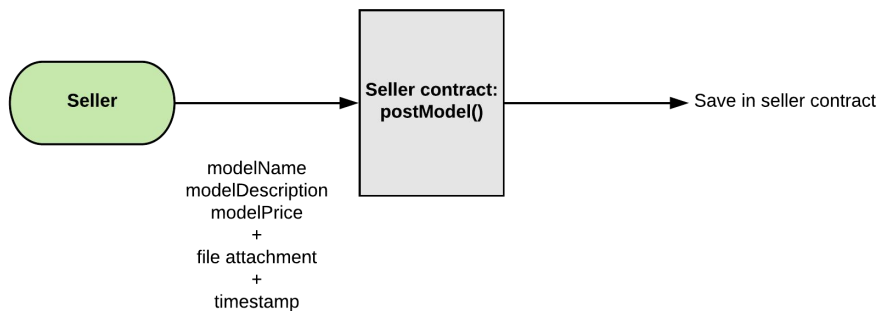 Seller
Seller contract:
postModel()
Save in seller contract
modelName
modelDescription
modelPrice
+
file attachment
+
timestamp